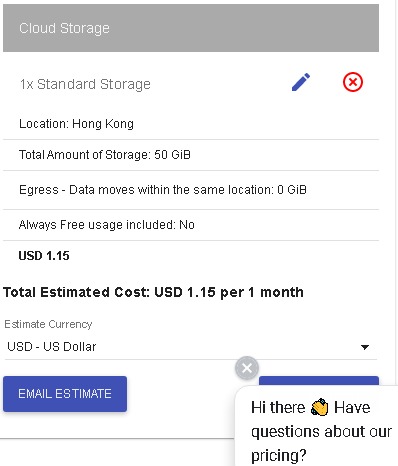 Cloud Storage
1x Standard Storage
Location: Hong Kong
Total Amount of Storage: 50 GiB
Egress - Data moves within the same location: 0 GiB
Always Free usage included: No
USD 1.15
Total Estimated Cost: USD 1.15 per 1 month
Estimate Currency
USD - US Dollar
EMAIL ESTIMATE
Hi there 👋 Have
questions about our
pricing?